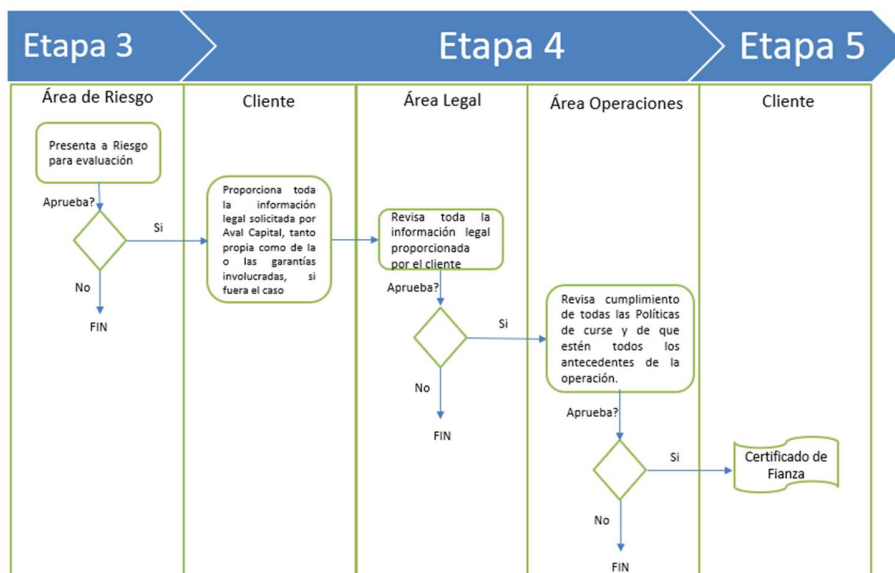 Etapa 3
Etapa 4
Etapa 5
Área de Riesgo
Cliente
Área Legal
Área Operaciones
Cliente
Presenta a Riesgo
para evaluación
Aprueba?
Si
No
FIN
Proporciona toda
la información
legal solicitada por
Aval Capital, tanto
propia como de la
o las garantías
involucradas, si
fuera el caso
Revisa toda la
información legal
proporcionada
por el cliente
Aprueba?
Si
No
FIN
Revisa cumplimiento
de todas las Políticas
de curse y de que
estén todos los
antecedentes de la
operación.
Aprueba?
Si
No
FIN
Certificado de
Fianza